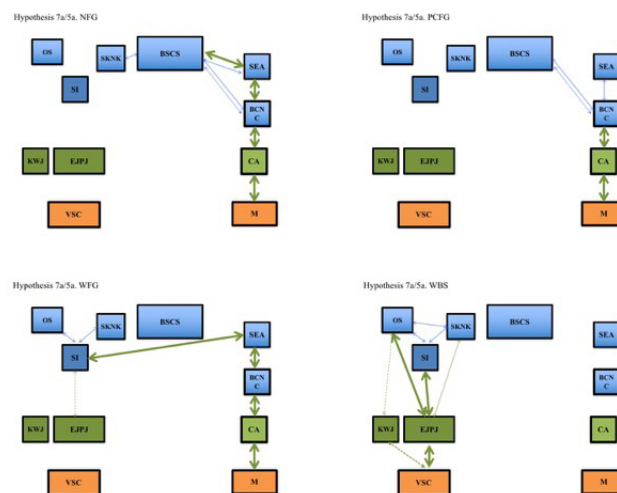 Hypothesis 7a/5a. NFG
OS
SKNK
BSCS
SEA
SI
BCN
C
KWJ
EJPJ
CA
VSC
M
Hypothesis 7a/5a. PCFG
OS
SKNK
BSCS
SEA
SI
BCN
C
KWJ
EJPJ
CA
VSC
M
Hypothesis 7a/5a. WFG
OS
SKNK
BSCS
SEA
SI
BCN
C
KWJ
EJPJ
CA
VSC
M
Hypothesis 7a/5a. WBS
OS
SKNK
BSCS
SEA
SI
BCN
C
KWJ
EJPJ
CA
VSC
M